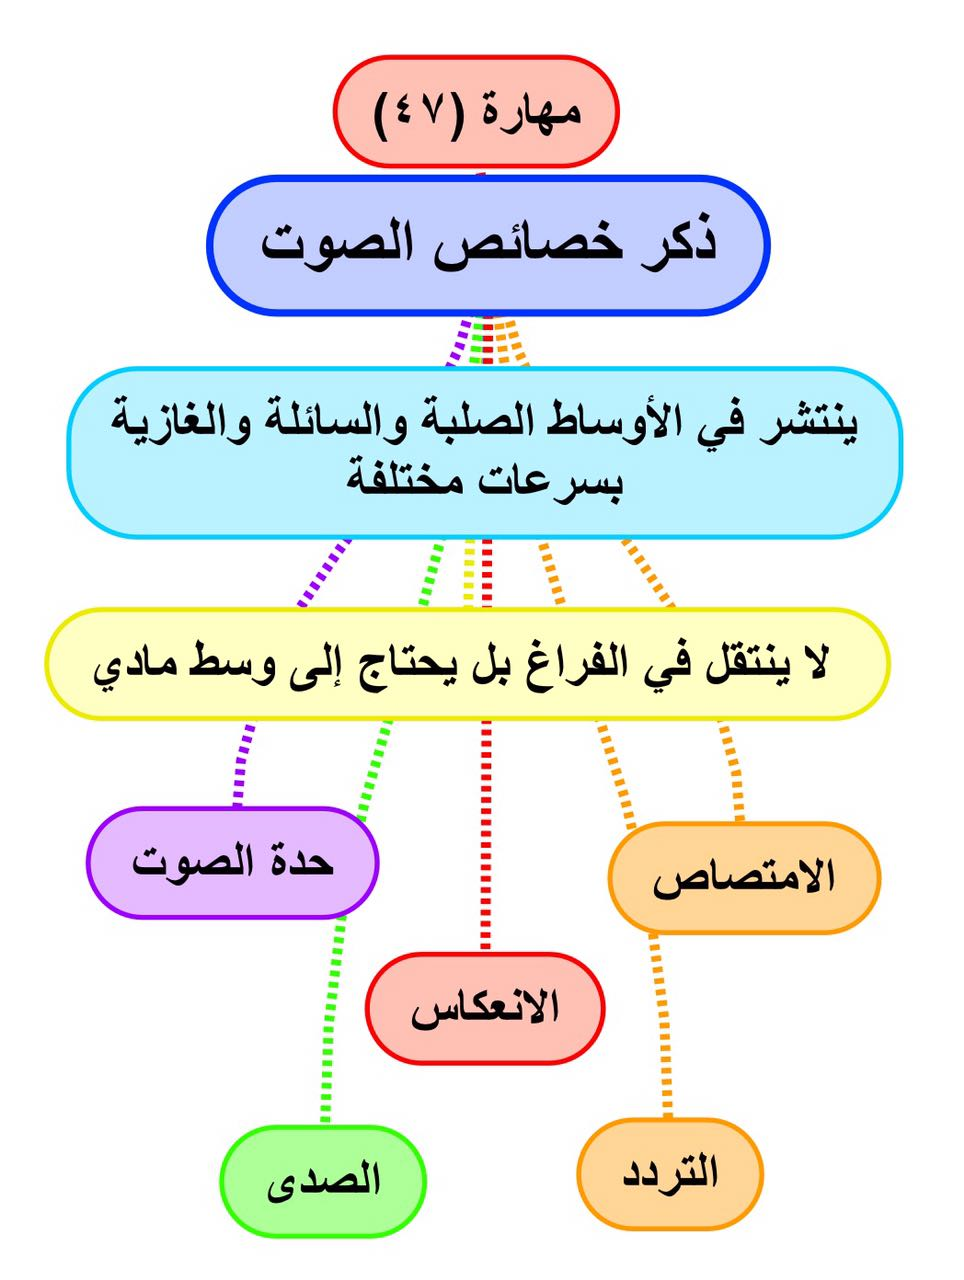 مهارة (٤٧)
ذكر خصائص الصوت
ينتشر في الأوساط الصلبة والسائلة والغازية
بسرعات مختلفة
لا ينتقل في الفراغ بل يحتاج إلى وسط مادي
حدة الصوت
الامتصاص
الانعكاس
التردد
الصدى